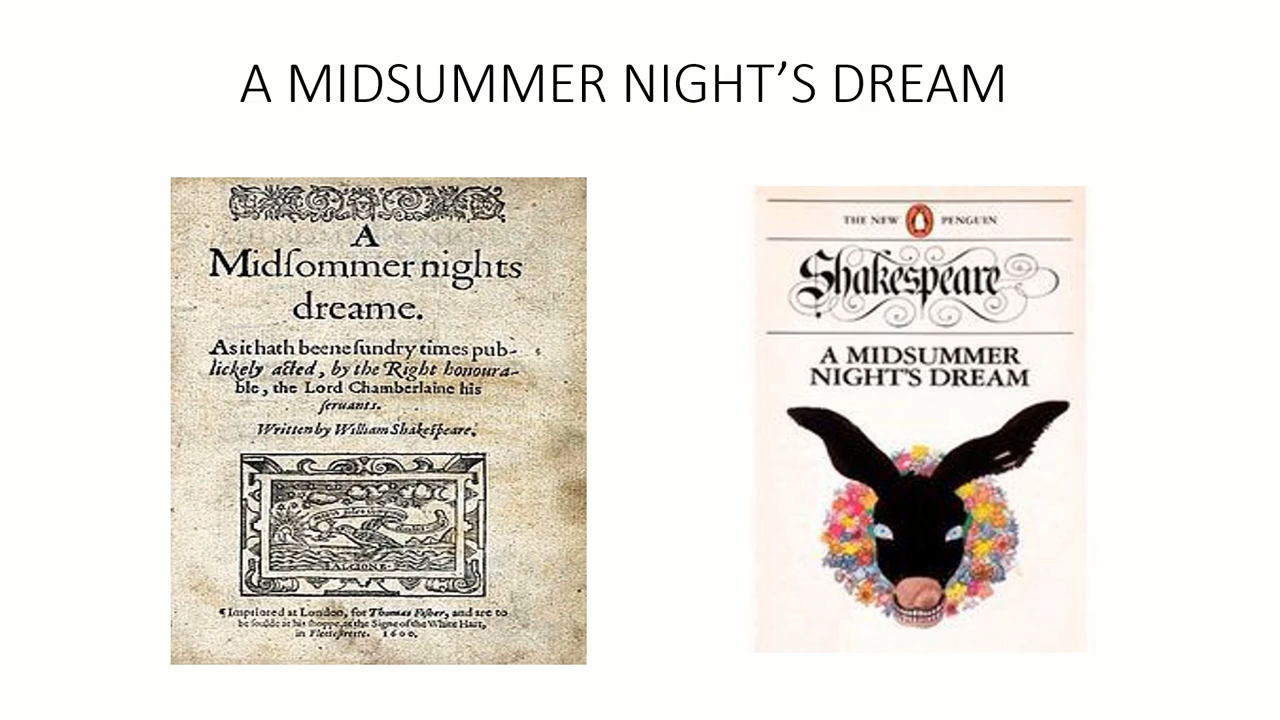 A MIDSUMMER NIGHT’S DREAM
A
Midſommer nights
dreame.
As it hath beene ſundry times pub-
lickely acted, by the Right honoura-
ble, the Lord Chamberlaine his
ſeruants.
Written by William Shakeſpeare.
ALCIONE
¶ Imprinted at London, for Thomas Fiſher, and are to
be ſoulde at his ſhoppe, at the Signe of the White Hart,
in Fleeteſtreete. 1600.
THE NEW PENGUIN
Shakespeare
A MIDSUMMER
NIGHT'S DREAM